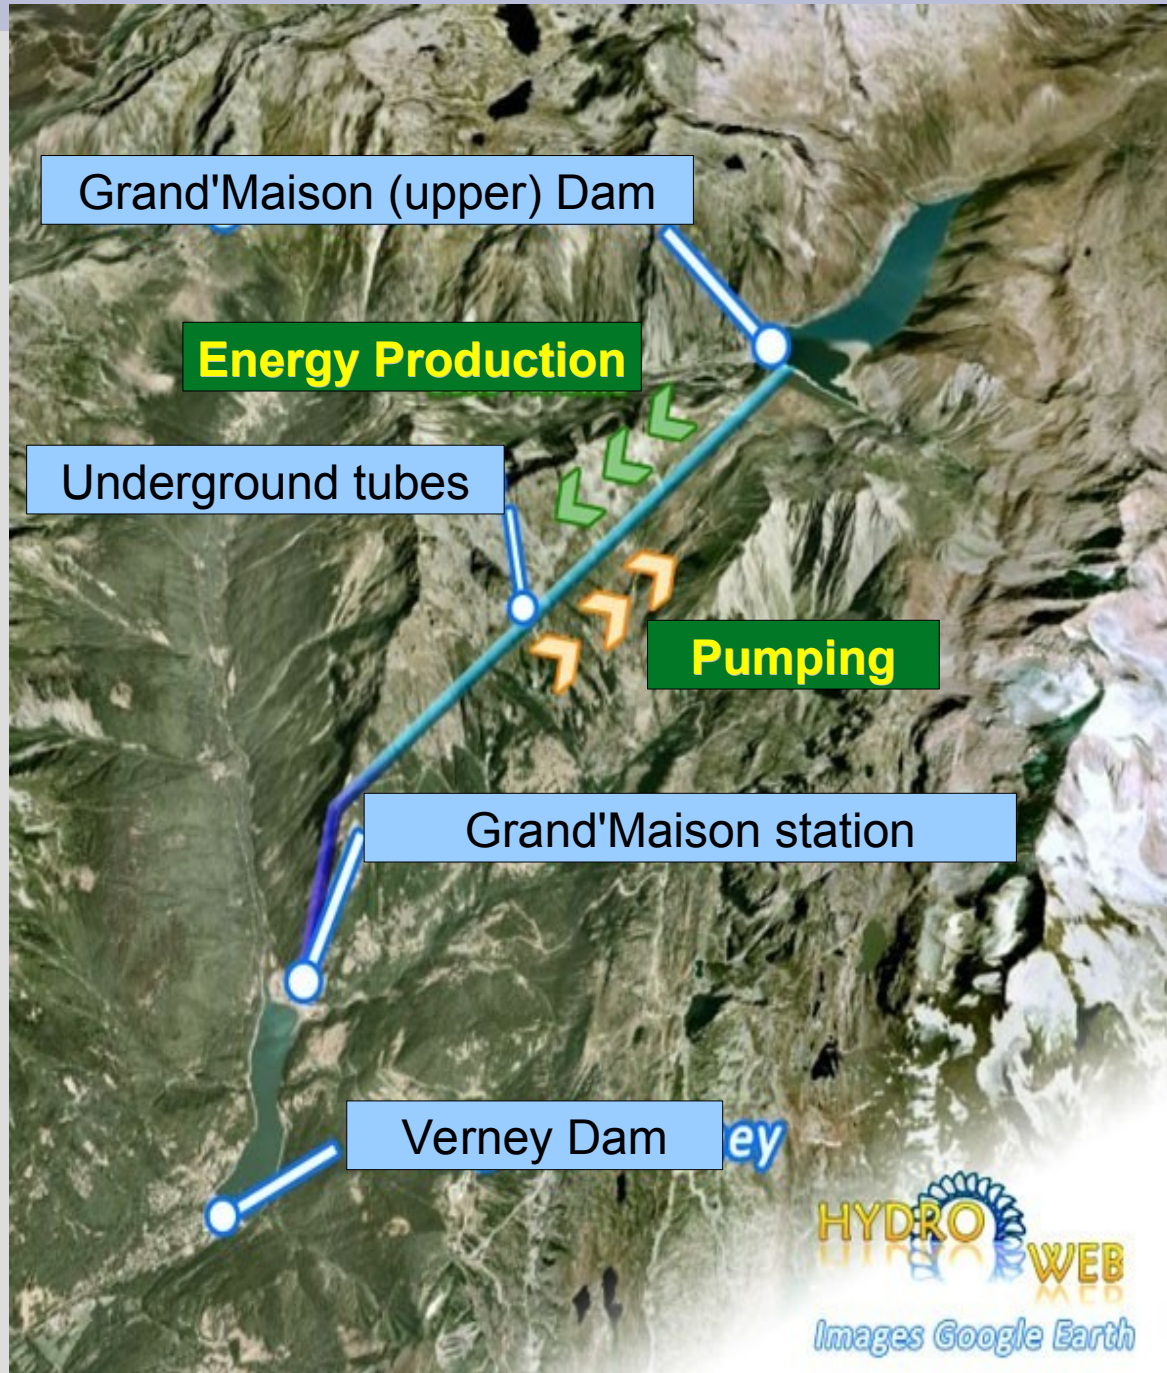 Grand'Maison (upper) Dam
Energy Production
Underground tubes
Pumping
Grand'Maison station
Verney Dam
ey
HYDRO
WEB
Images Google Earth